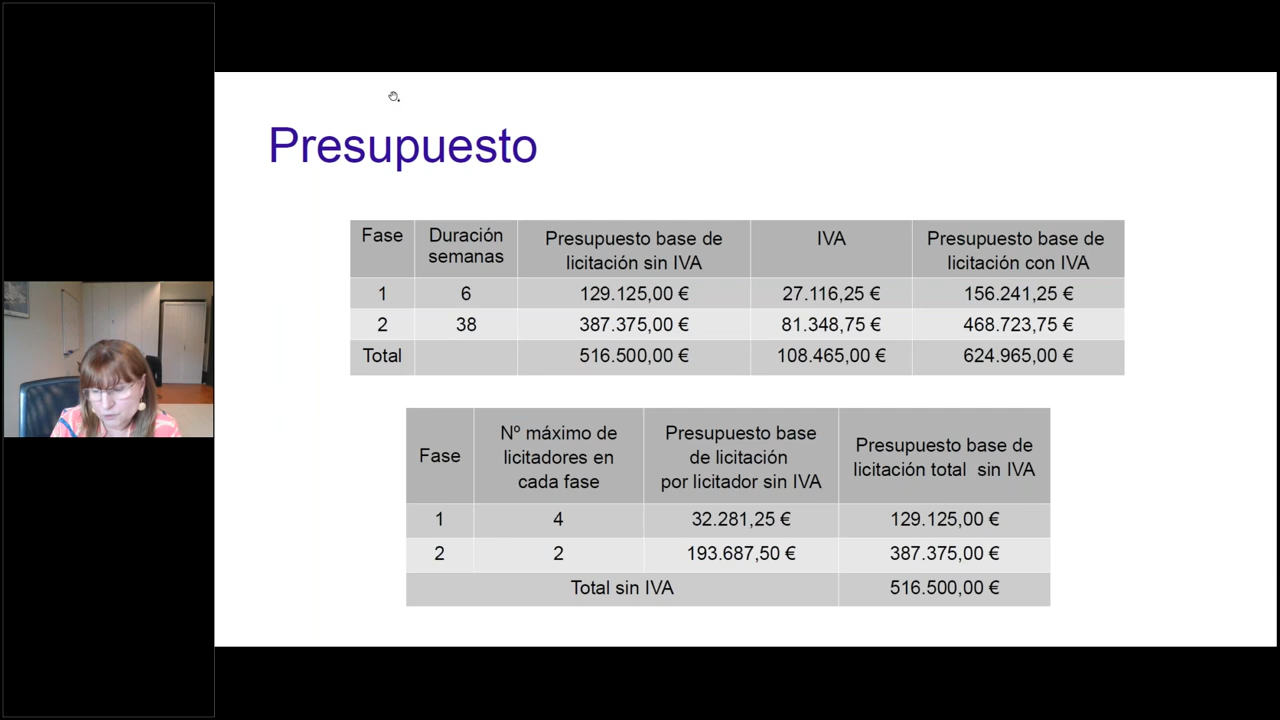 Presupuesto
Fase Duración semanas Presupuesto base de licitación sin IVA IVA Presupuesto base de licitación con IVA
1 6 129.125,00 € 27.116,25 € 156.241,25 €
2 38 387.375,00 € 81.348,75 € 468.723,75 €
Total 516.500,00 € 108.465,00 € 624.965,00 €
Fase Nº máximo de licitadores en cada fase Presupuesto base de licitación por licitador sin IVA Presupuesto base de licitación total sin IVA
1 4 32.281,25 € 129.125,00 €
2 2 193.687,50 € 387.375,00 €
Total sin IVA 516.500,00 €